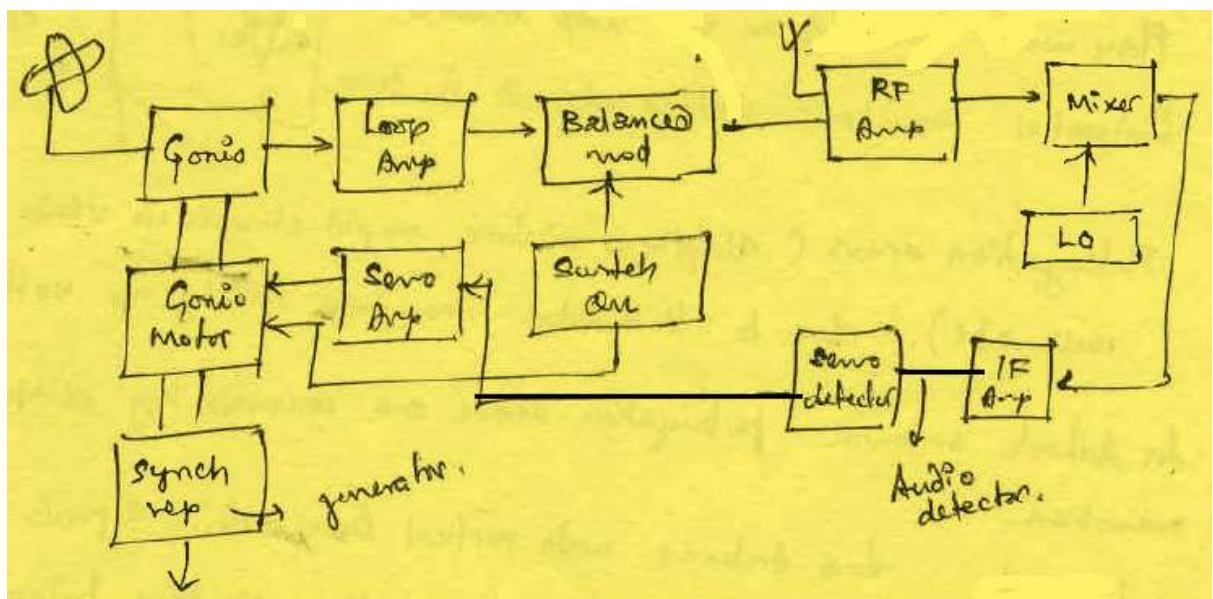 Gonio
Loop
Amp
Balanced
mod
RF
Amp
Mixer
LO
Gonio
motor
Servo
Amp
Switch
Servo
detector
IF
Amp
Synch
rep
generator.
Audio
detector.